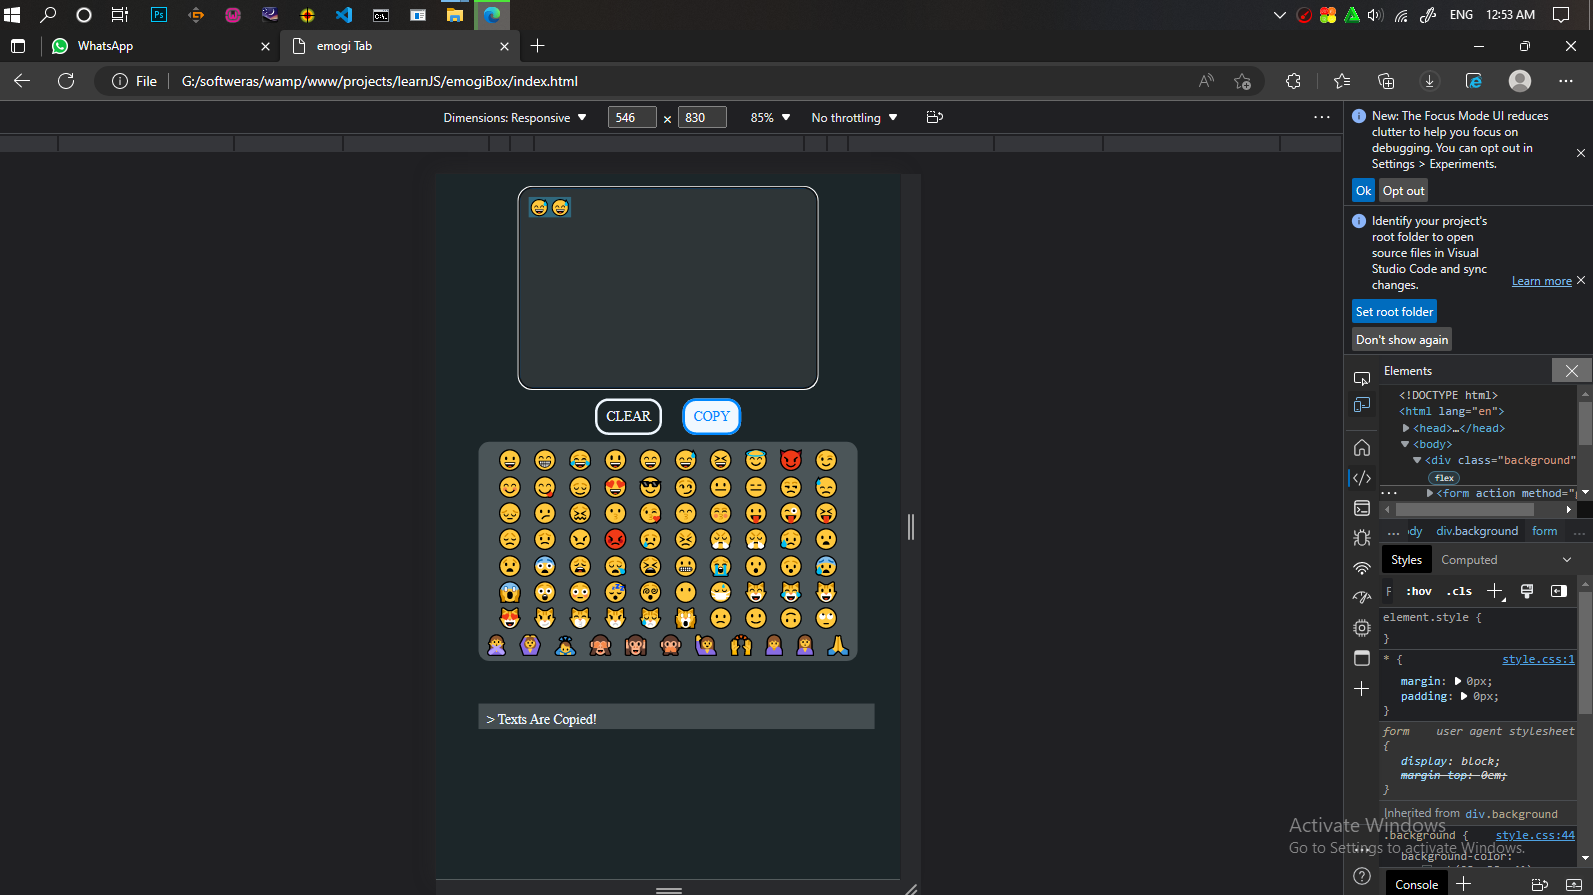 ENG 12:53 AM
WhatsApp
emogi Tab
File G:/softweras/wamp/www/projects/learnJS/emogiBox/index.html
Dimensions: Responsive 546 × 830 85% No throttling
New: The Focus Mode UI reduces
clutter to help you focus on
debugging. You can opt out in
Settings > Experiments.
Ok Opt out
Identify your project's
root folder to open
source files in Visual
Studio Code and sync
changes.
Learn more
Set root folder
Don't show again
😅😅
CLEAR COPY
> Texts Are Copied!
Elements
<!DOCTYPE html>
<html lang="en">
<head>…</head>
<body>
<div class="background"
flex
<form action method="
... dy div.background form ...
Styles Computed
F :hov .cls
element.style {
}
* { style.css:1
margin: 0px;
padding: 0px;
}
form user agent stylesheet
{
display: block;
margin-top: 0em;
}
Inherited from div.background
.background { style.css:44
background-color:
Activate Windows
Go to Settings to activate Windows.
Console